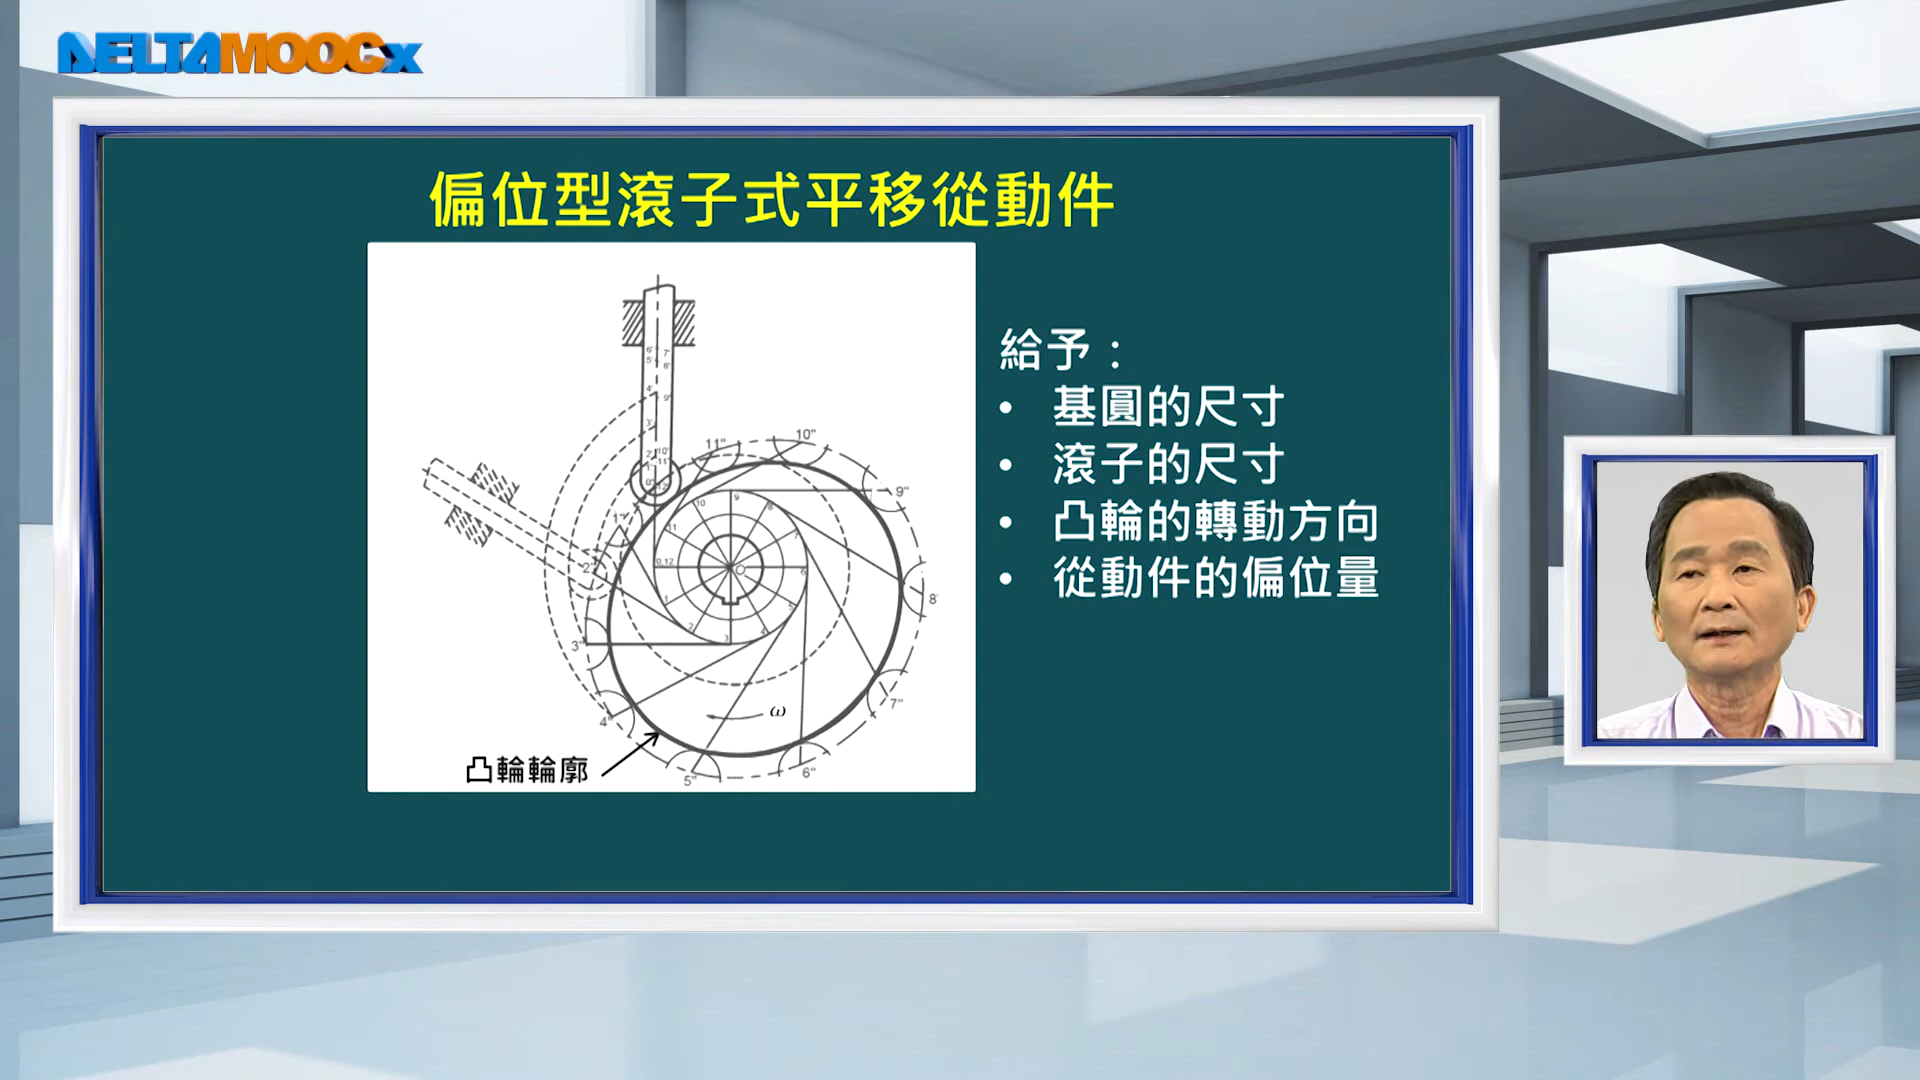 DELTAMOOCx
偏位型滾子式平移從動件
給予：
• 基圓的尺寸
• 滾子的尺寸
• 凸輪的轉動方向
• 從動件的偏位量
11"
10"
9"
1"
2"
3"
8'
7"
4"
ω
凸輪輪廓
5"
6"